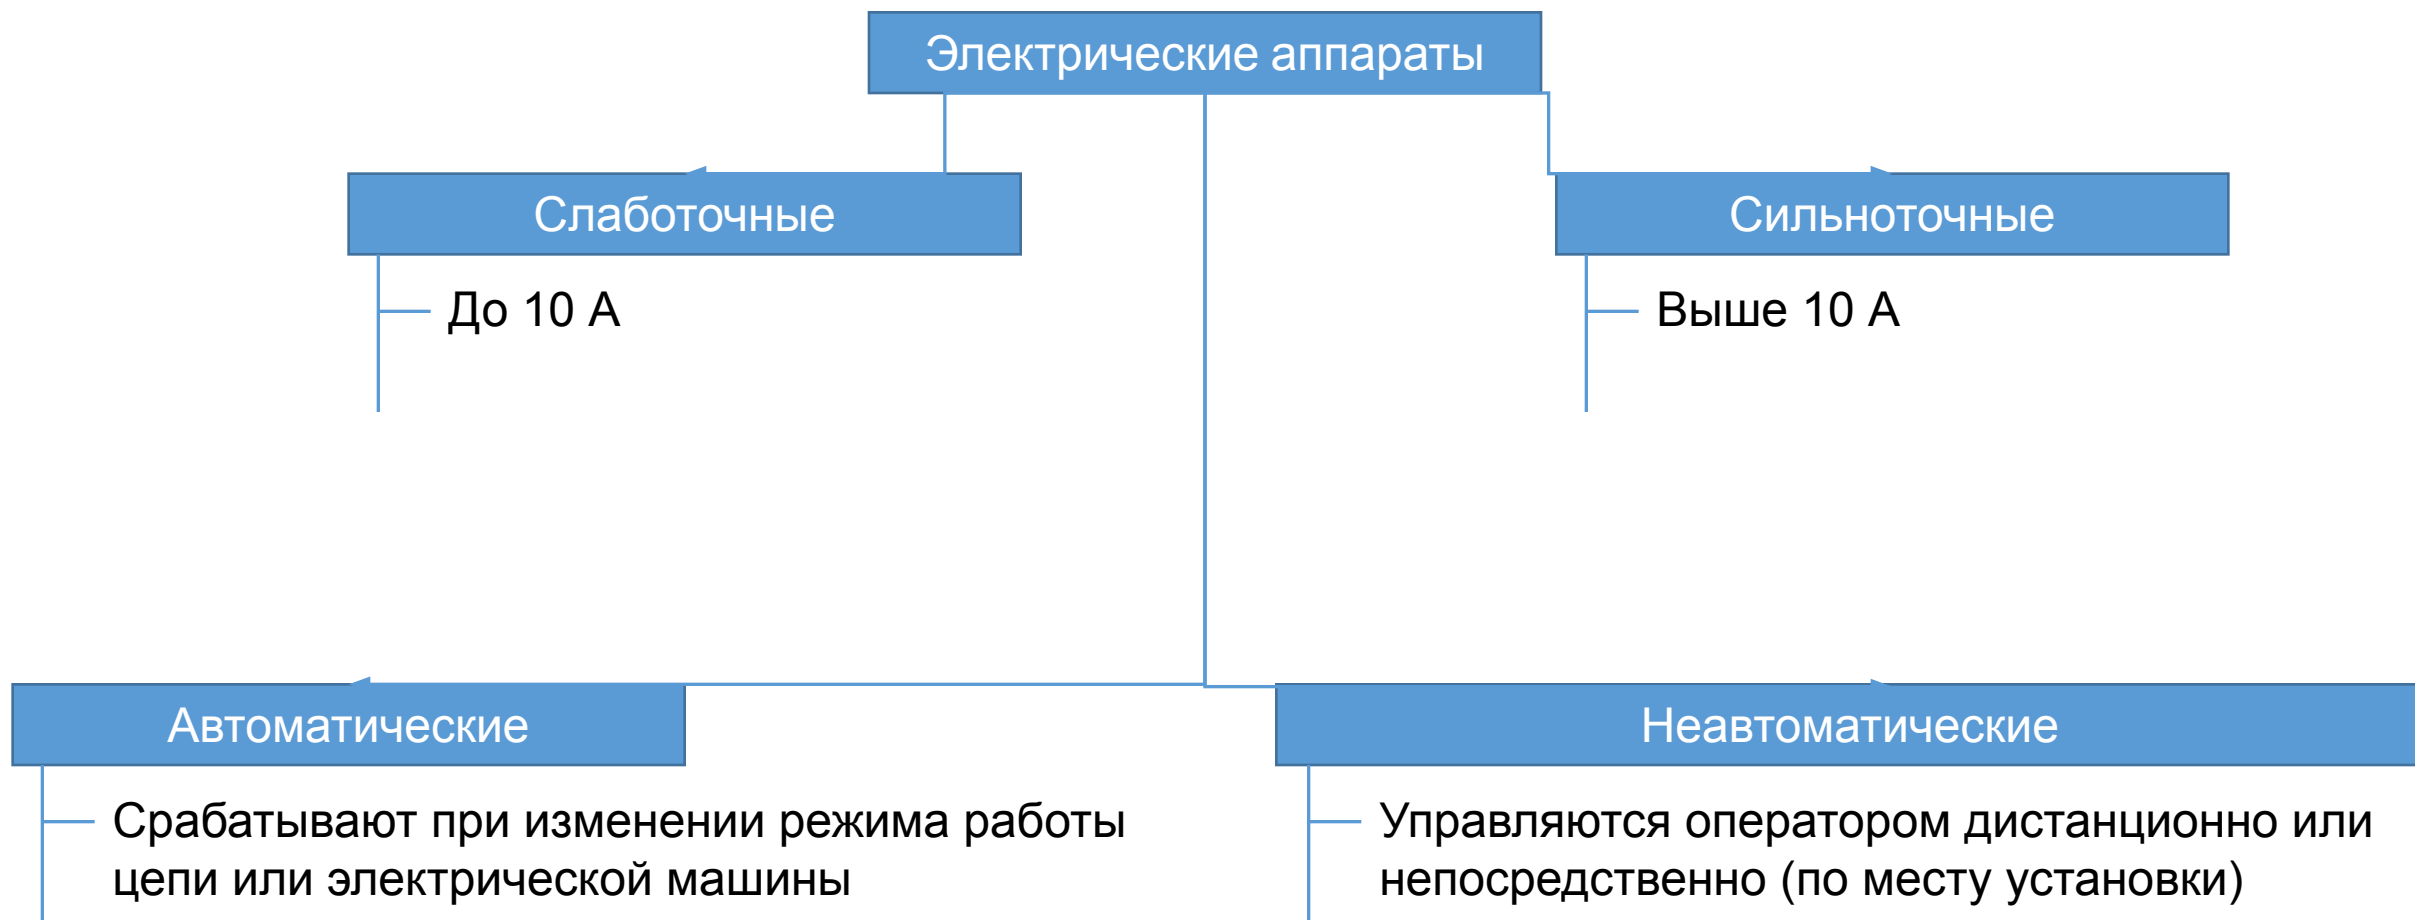 Электрические аппараты
Слаботочные
Сильноточные
До 10 А
Выше 10 А
Автоматические
Неавтоматические
Срабатывают при изменении режима работы
цепи или электрической машины
Управляются оператором дистанционно или
непосредственно (по месту установки)